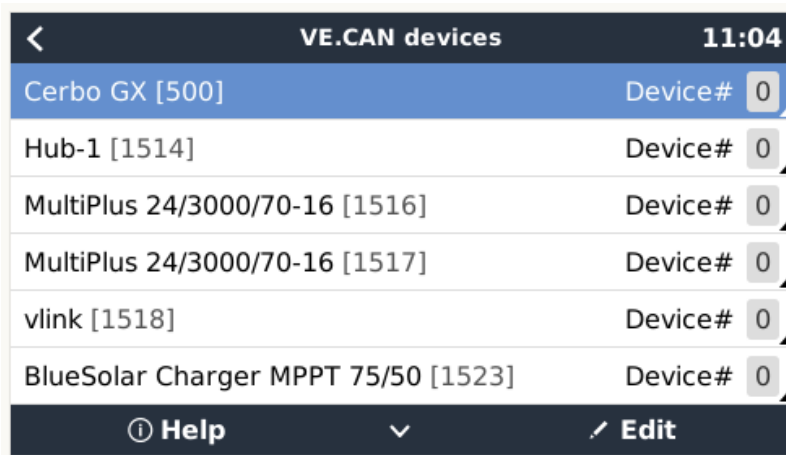 VE.CAN devices 11:04
Cerbo GX [500] Device# 0
Hub-1 [1514] Device# 0
MultiPlus 24/3000/70-16 [1516] Device# 0
MultiPlus 24/3000/70-16 [1517] Device# 0
vlink [1518] Device# 0
BlueSolar Charger MPPT 75/50 [1523] Device# 0
Help Edit